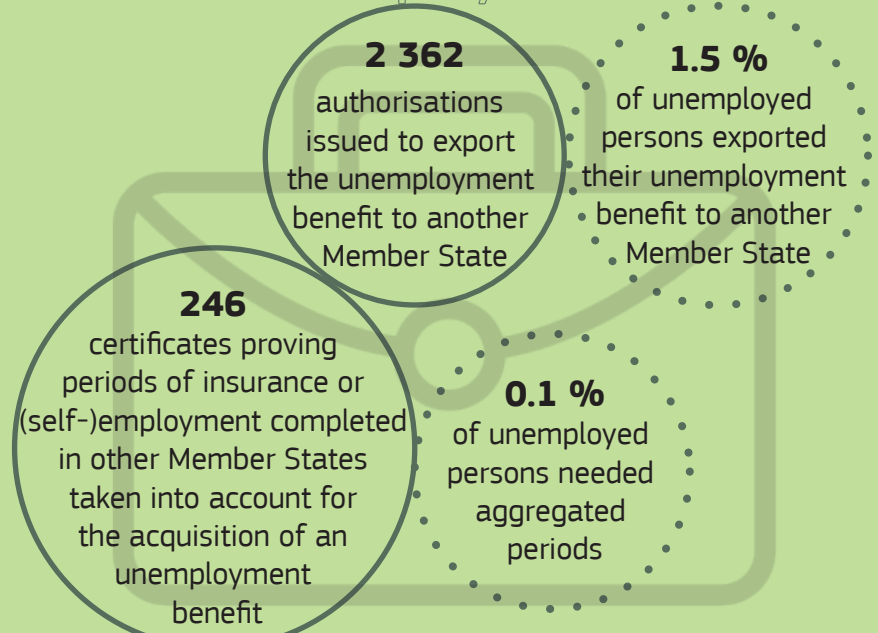 2 362
authorisations
issued to export
the unemployment
benefit to another
Member State
1.5 %
of unemployed
persons exported
their unemployment
benefit to another
Member State
246
certificates proving
periods of insurance or
(self-)employment completed
in other Member States
taken into account for
the acquisition of an
unemployment
benefit
0.1 %
of unemployed
persons needed
aggregated
periods